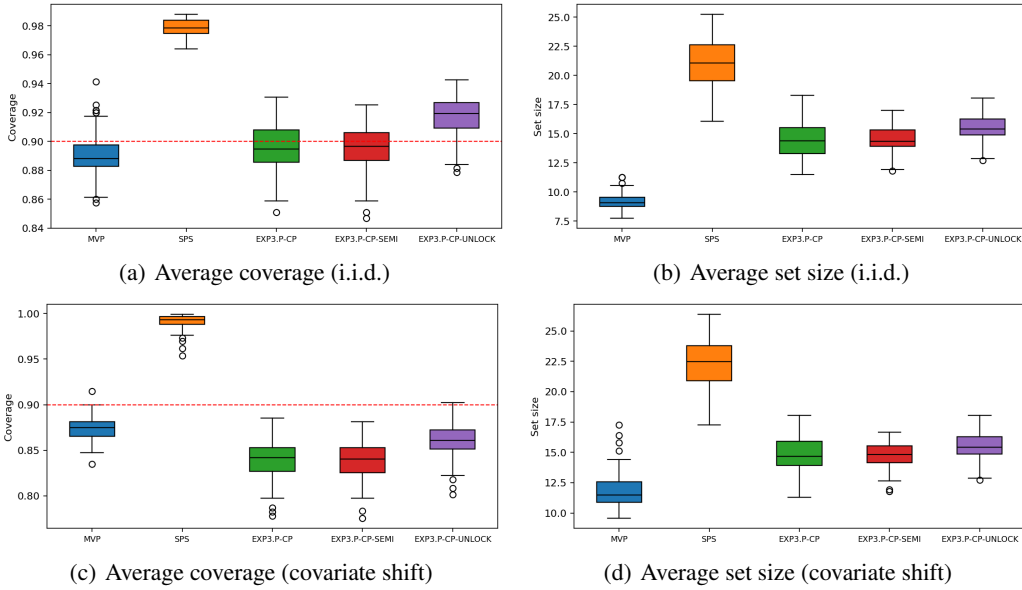 0.98
0.96
0.94
0.92
0.90
0.88
0.86
0.84
Coverage
MVP SPS EXP3.P-CP EXP3.P-CP-SEMI EXP3.P-CP-UNLOCK
(a) Average coverage (i.i.d.)
25.0
22.5
20.0
17.5
15.0
12.5
10.0
7.5
Set size
MVP SPS EXP3.P-CP EXP3.P-CP-SEMI EXP3.P-CP-UNLOCK
(b) Average set size (i.i.d.)
1.00
0.95
0.90
0.85
0.80
Coverage
MVP SPS EXP3.P-CP EXP3.P-CP-SEMI EXP3.P-CP-UNLOCK
(c) Average coverage (covariate shift)
25.0
22.5
20.0
17.5
15.0
12.5
10.0
Set size
MVP SPS EXP3.P-CP EXP3.P-CP-SEMI EXP3.P-CP-UNLOCK
(d) Average set size (covariate shift)